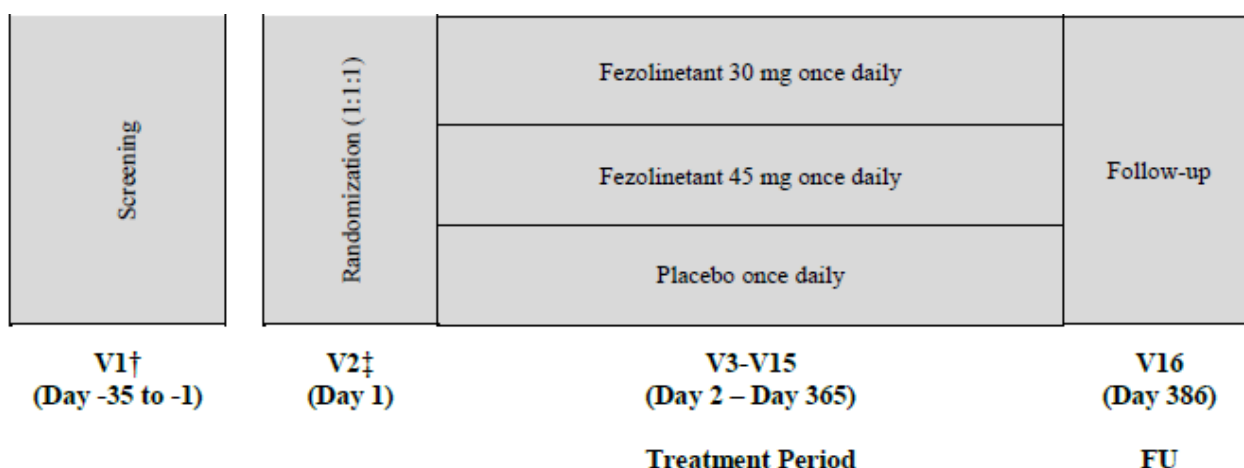 Screening
Randomization (1:1:1)
Fezolinetant 30 mg once daily
Fezolinetant 45 mg once daily
Placebo once daily
Follow-up
V1†
(Day -35 to -1)
V2‡
(Day 1)
V3-V15
(Day 2 – Day 365)
V16
(Day 386)
Treatment Period
FU